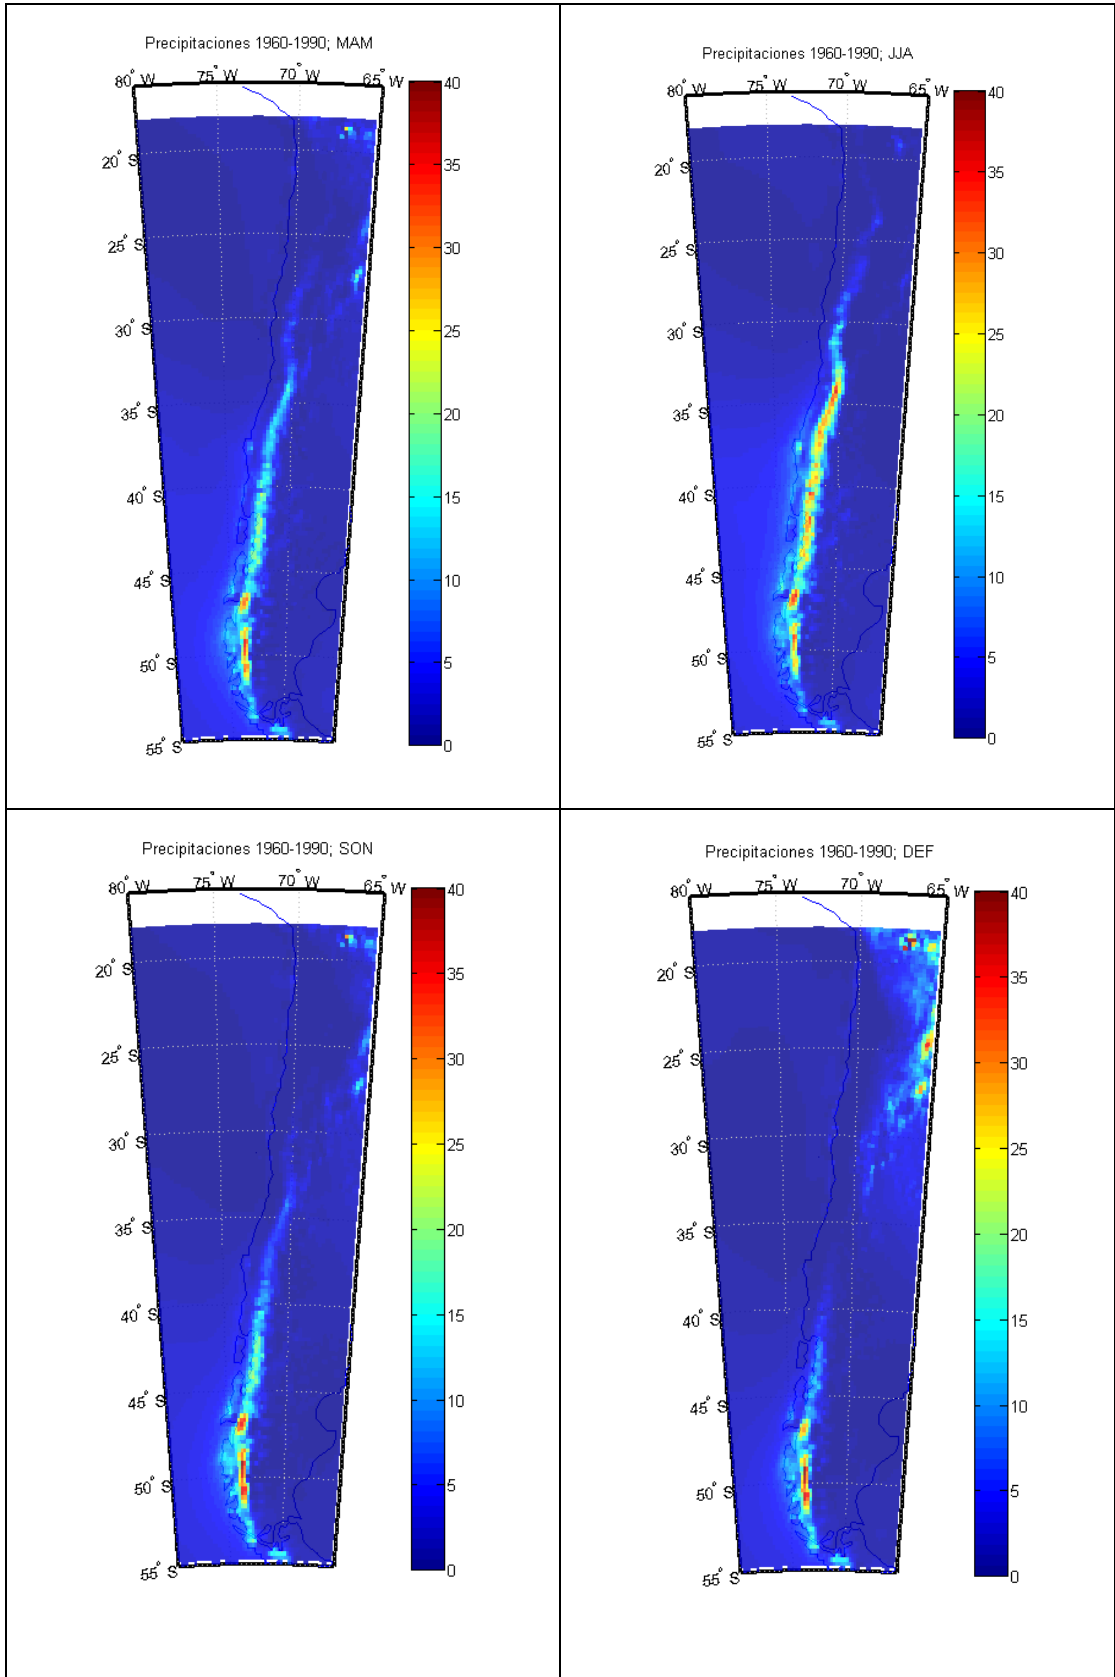 Precipitaciones 1960-1990; MAM
80° W 75° W 70° W 65° W
20° S
25° S
30° S
35° S
40° S
45° S
50° S
55° S
40
35
30
25
20
15
10
5
0
Precipitaciones 1960-1990; JJA
80° W 75° W 70° W 65° W
20° S
25° S
30° S
35° S
40° S
45° S
50° S
55° S
40
35
30
25
20
15
10
5
0
Precipitaciones 1960-1990; SON
80° W 75° W 70° W 65° W
20° S
25° S
30° S
35° S
40° S
45° S
50° S
55° S
40
35
30
25
20
15
10
5
0
Precipitaciones 1960-1990; DEF
80° W 75° W 70° W 65° W
20° S
25° S
30° S
35° S
40° S
45° S
50° S
55° S
40
35
30
25
20
15
10
5
0